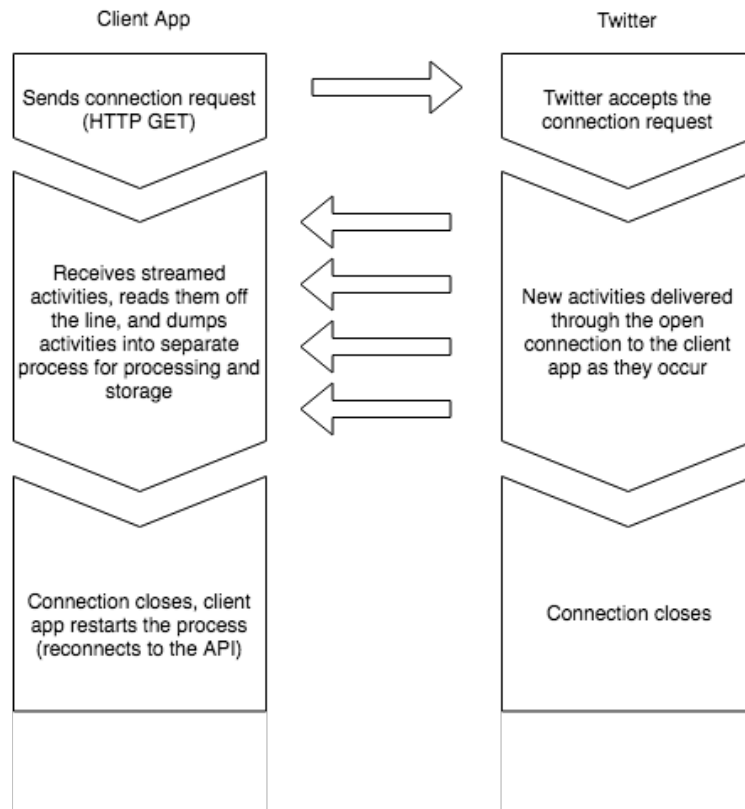 Client App
Twitter
Sends connection request
(HTTP GET)
Twitter accepts the
connection request
Receives streamed
activities, reads them off
the line, and dumps
activities into separate
process for processing and
storage
New activities delivered
through the open
connection to the client
app as they occur
Connection closes, client
app restarts the process
(reconnects to the API)
Connection closes